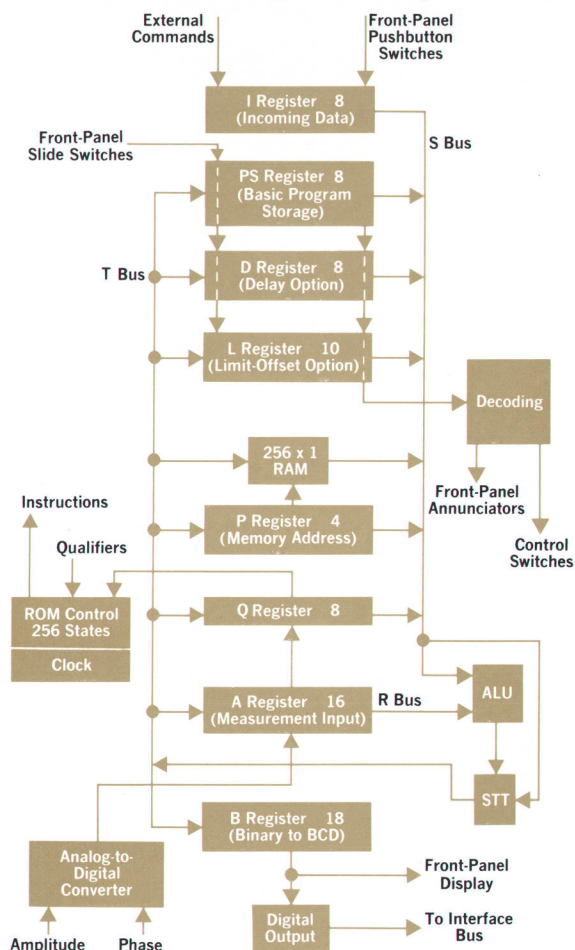 External
Commands
Front-Panel
Pushbutton
Switches
I Register 8
(Incoming Data)
Front-Panel
Slide Switches
S Bus
PS Register 8
(Basic Program
Storage)
T Bus
D Register 8
(Delay Option)
L Register 10
(Limit-Offset Option)
Decoding
256 x 1
RAM
Front-Panel
Annunciators
Instructions
P Register 4
(Memory Address)
Control
Switches
Qualifiers
ROM Control
256 States
Q Register 8
Clock
ALU
A Register 16
(Measurement Input)
R Bus
STT
B Register 18
(Binary to BCD)
Analog-to-
Digital
Converter
Front-Panel
Display
Digital
Output
To Interface
Bus
Amplitude
Phase